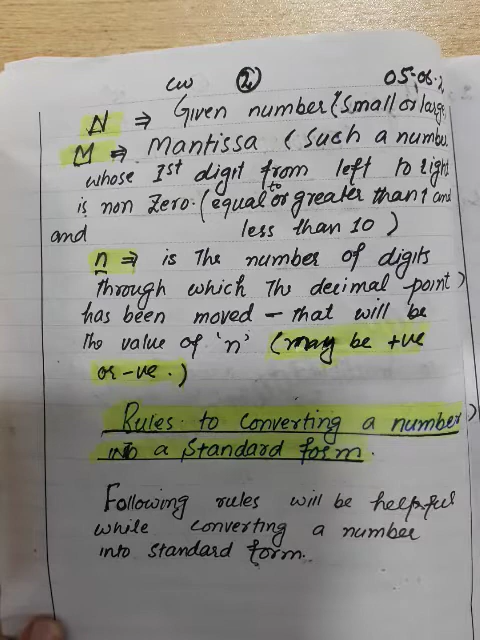 cw ② 05-06-2
N ⇒ Given number (Small or large
M ⇒ Mantissa ( Such a number
whose 1st digit from left to right
is non zero. (equal to or greater than 1 and
and less than 10 )
n ⇒ is The number of digits
through which The decimal point)
has been moved – that will be
The value of 'n' (may be +ve
or -ve.)
Rules to converting a number
into a Standard form.
Following rules will be helpful
while converting a number
into standard form.